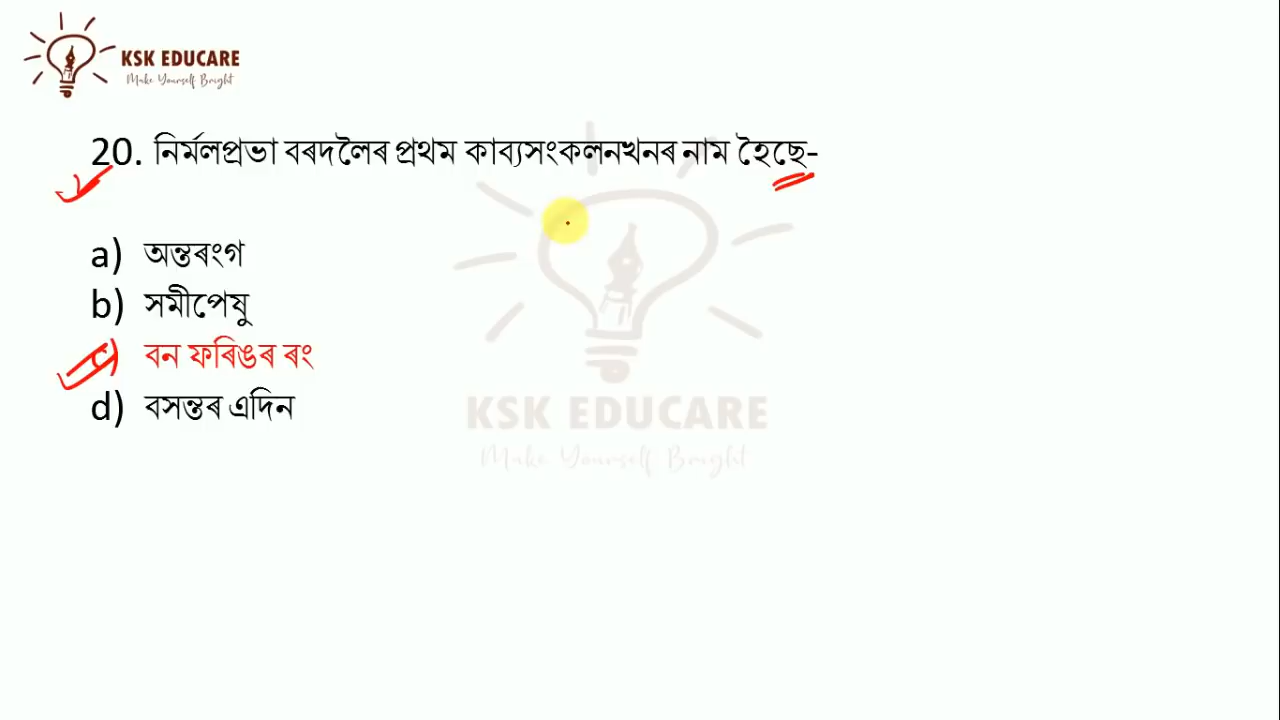 KSK EDUCARE
Make Yourself Bright
20. নিৰ্মলপ্ৰভা বৰদলৈৰ প্ৰথম কাব্যসংকলনখনৰ নাম হৈছে-
a) অন্তৰংগ
b) সমীপেষু
c) বন ফৰিঙৰ ৰং
d) বসন্তৰ এদিন
KSK EDUCARE
Make Yourself Bright